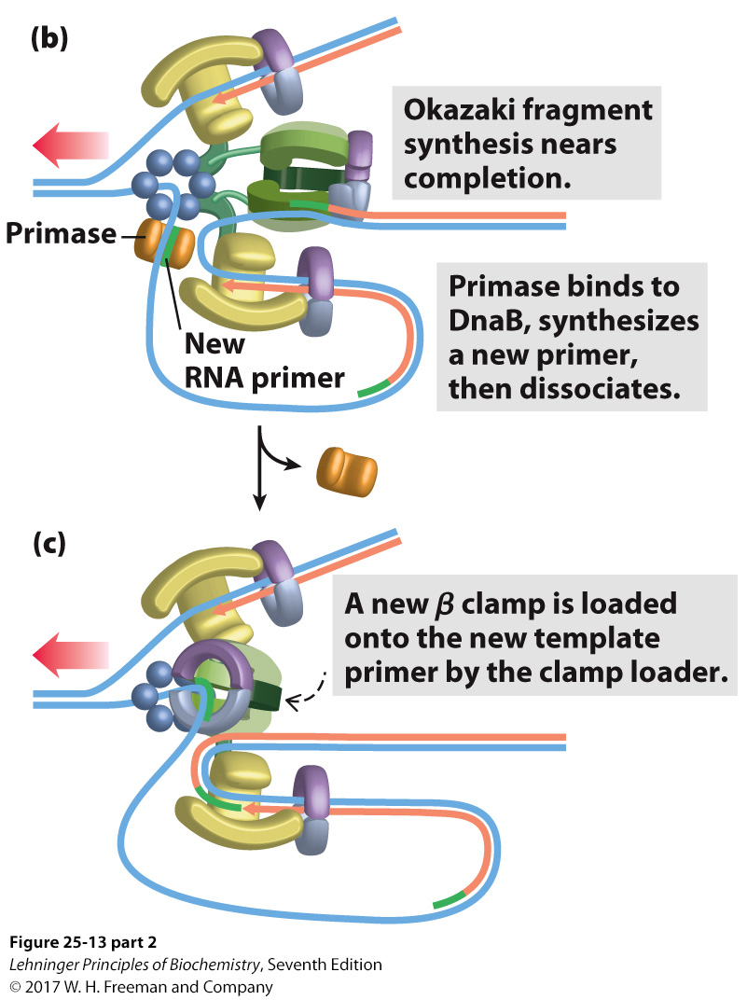 (b)
Okazaki fragment
synthesis nears
completion.
Primase
Primase binds to
DnaB, synthesizes
a new primer,
then dissociates.
New
RNA primer
(c)
A new β clamp is loaded
onto the new template
primer by the clamp loader.
Figure 25-13 part 2
Lehninger Principles of Biochemistry, Seventh Edition
© 2017 W. H. Freeman and Company